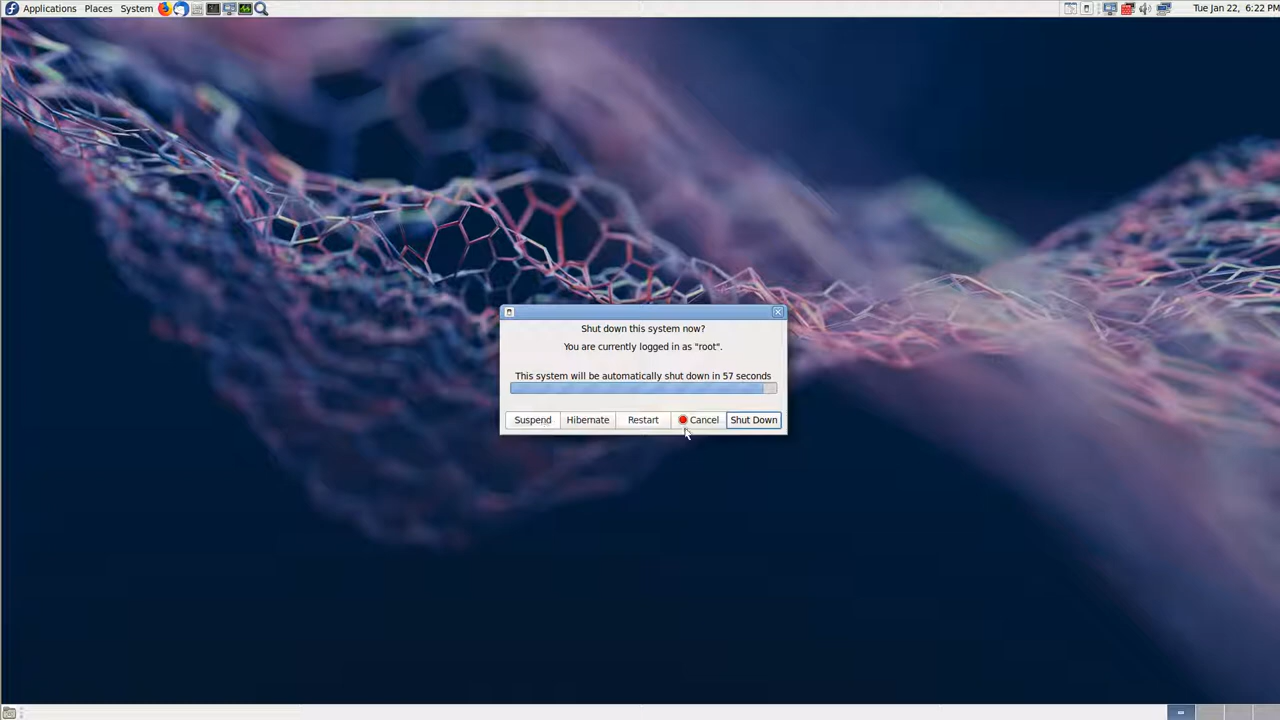 Applications Places System
Tue Jan 22, 6:22 PM
Shut down this system now?
You are currently logged in as "root".
This system will be automatically shut down in 57 seconds
Suspend Hibernate Restart Cancel Shut Down